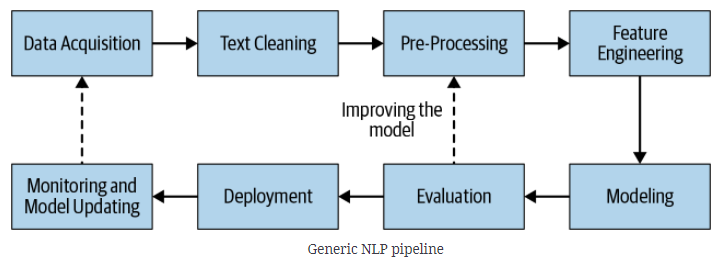 Data Acquisition
Text Cleaning
Pre-Processing
Feature
Engineering
Improving the
model
Monitoring and
Model Updating
Deployment
Evaluation
Modeling
Generic NLP pipeline